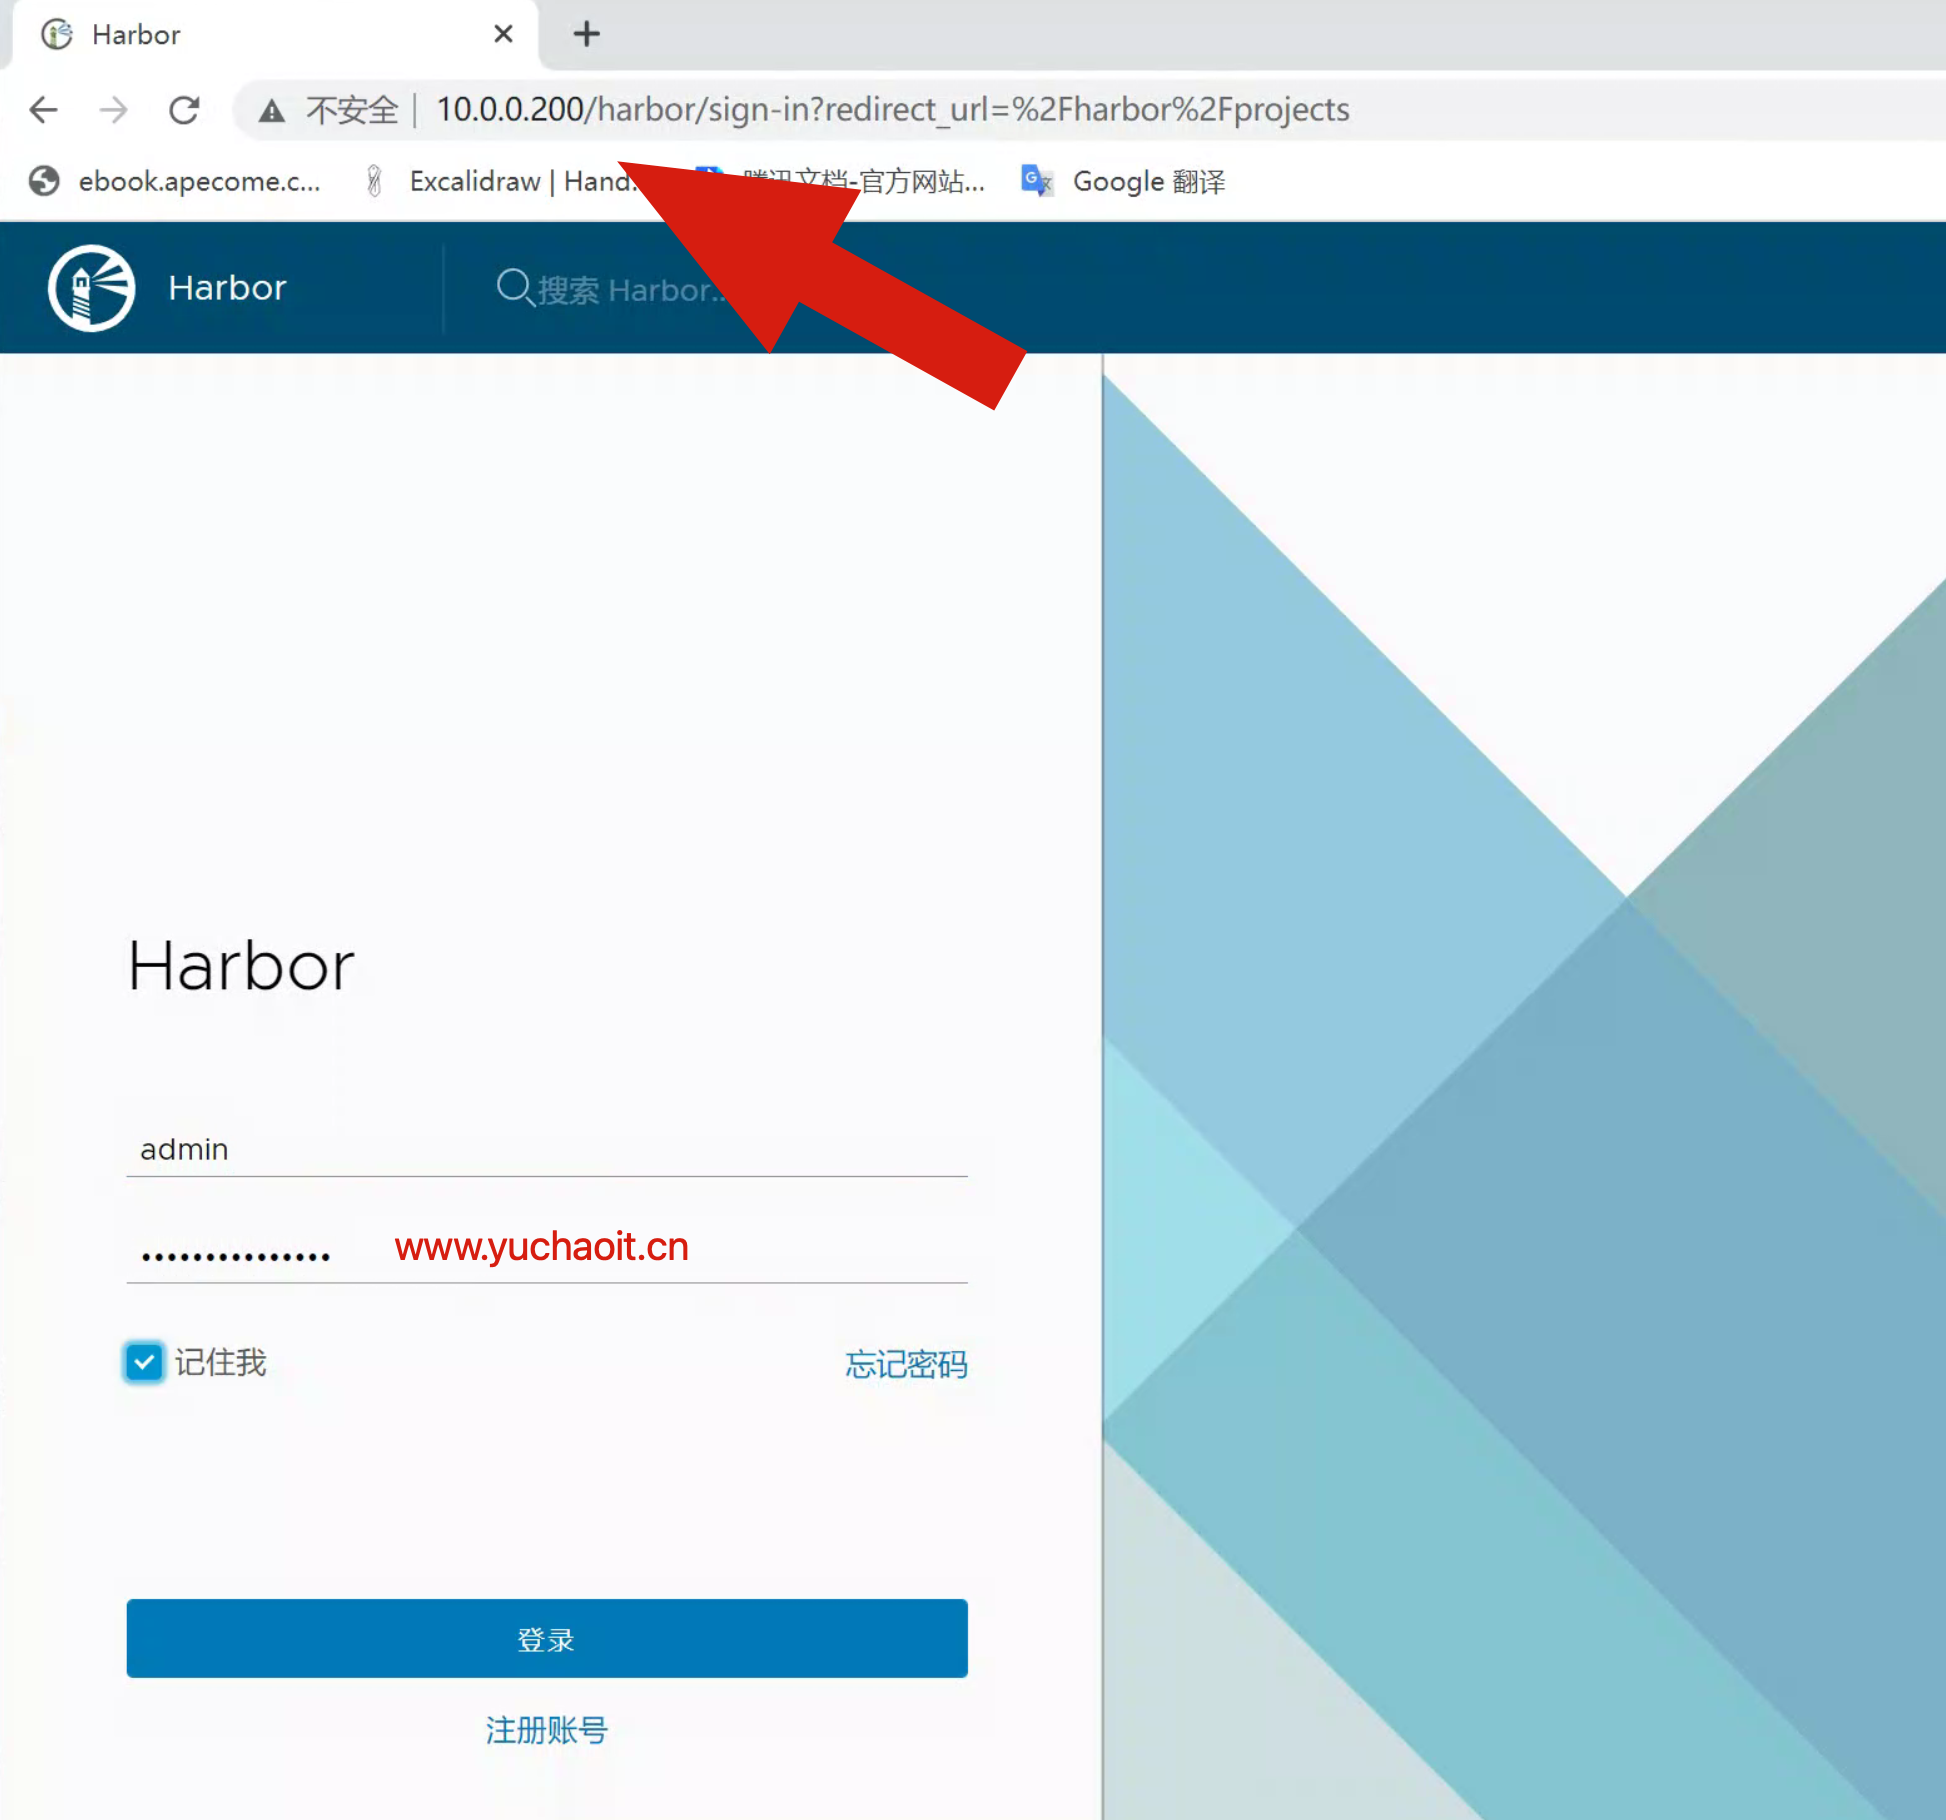 Harbor
不安全 10.0.0.200/harbor/sign-in?redirect_url=%2Fharbor%2Fprojects
ebook.apecome.c... Excalidraw | Hand. 腾讯文档-官方网站... Google 翻译
Harbor 搜索 Harbor..
Harbor
admin
www.yuchaoit.cn
记住我 忘记密码
登录
注册账号